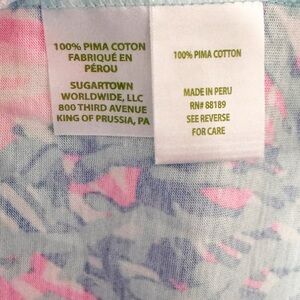 100% PIMA COTON
FABRIQUÉ EN
PÉROU
SUGARTOWN
WORLDWIDE, LLC
800 THIRD AVENUE
KING OF PRUSSIA, PA
100% PIMA COTTON
MADE IN PERU
RN# 88189
SEE REVERSE
FOR CARE